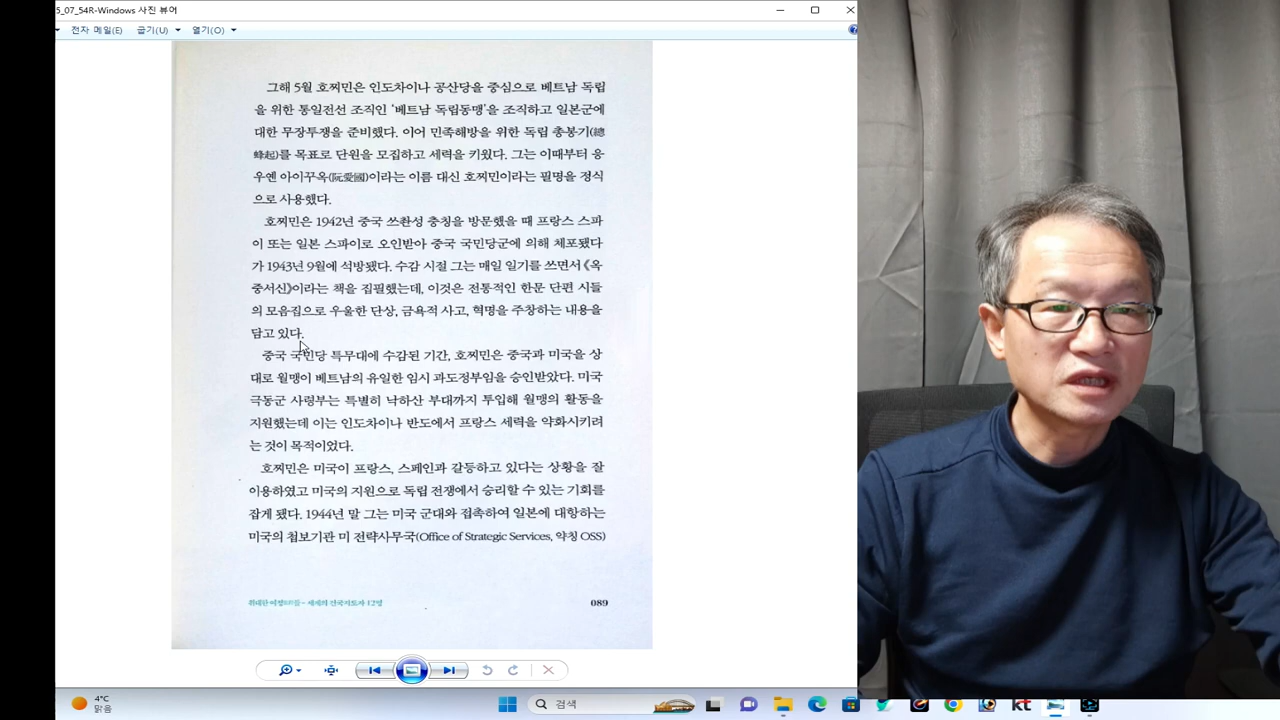 5_07_54R-Windows 사진 뷰어
전자 메일(E) 굽기(U) 열기(O)
그해 5월 호찌민은 인도차이나 공산당을 중심으로 베트남 독립
을 위한 통일전선 조직인 ‘베트남 독립동맹’을 조직하고 일본군에
대한 무장투쟁을 준비했다. 이어 민족해방을 위한 독립 총봉기(總
蜂起)를 목표로 단원을 모집하고 세력을 키웠다. 그는 이때부터 응
우옌 아이꾸옥(阮愛國)이라는 이름 대신 호찌민이라는 필명을 정식
으로 사용했다.
호찌민은 1942년 중국 쓰촨성 충칭을 방문했을 때 프랑스 스파
이 또는 일본 스파이로 오인받아 중국 국민당군에 의해 체포됐다
가 1943년 9월에 석방됐다. 수감 시절 그는 매일 일기를 쓰면서 《옥
중서신》이라는 책을 집필했는데, 이것은 전통적인 한문 단편 시들
의 모음집으로 우울한 단상, 금욕적 사고, 혁명을 주창하는 내용을
담고 있다.
중국 국민당 특무대에 수감된 기간, 호찌민은 중국과 미국을 상
대로 월맹이 베트남의 유일한 임시 과도정부임을 승인받았다. 미국
극동군 사령부는 특별히 낙하산 부대까지 투입해 월맹의 활동을
지원했는데 이는 인도차이나 반도에서 프랑스 세력을 약화시키려
는 것이 목적이었다.
호찌민은 미국이 프랑스, 스페인과 갈등하고 있다는 상황을 잘
이용하였고 미국의 지원으로 독립 전쟁에서 승리할 수 있는 기회를
잡게 됐다. 1944년 말 그는 미국 군대와 접촉하여 일본에 대항하는
미국의 첩보기관 미 전략사무국(Office of Strategic Services, 약칭 OSS)
위대한 여정 – 세계의 건국지도자 12명
089
4°C
맑음
검색
kt